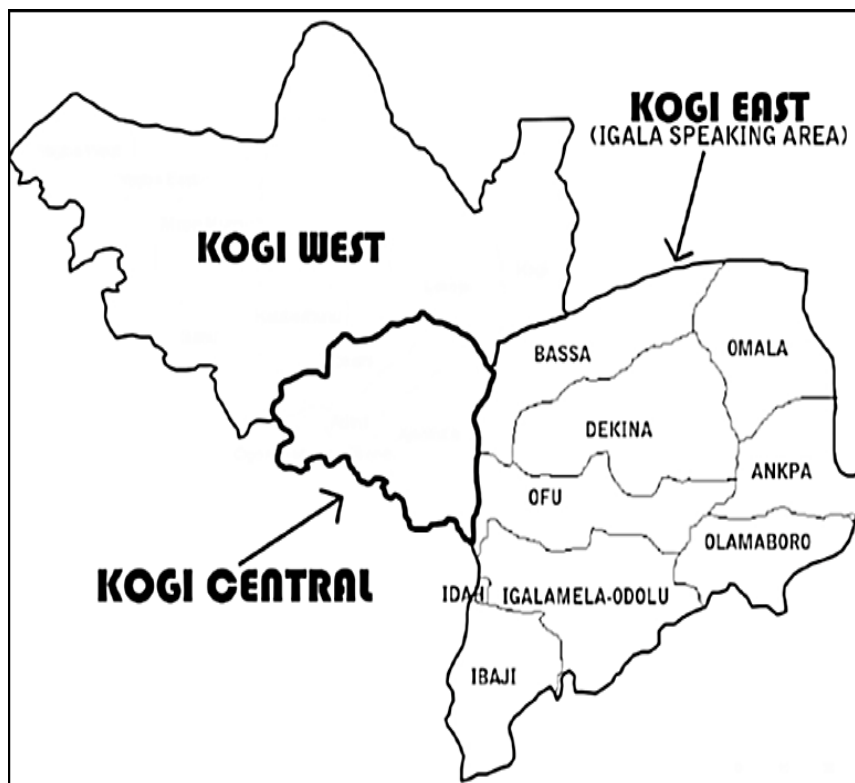 KOGI EAST
(IGALA SPEAKING AREA)
KOGI WEST
BASSA
OMALA
DEKINA
ANKPA
OFU
OLAMABORO
KOGI CENTRAL
IDAH
IGALAMELA-ODOLU
IBAJI